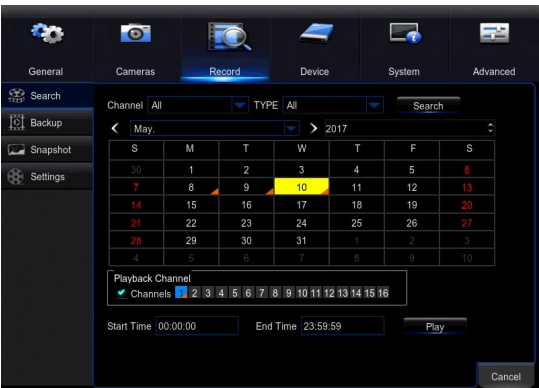 General Cameras Record Device System Advanced
Search
Backup
Snapshot
Settings
Channel All TYPE All Search
May. 2017
S M T W T F S
30 1 2 3 4 5 6
7 8 9 10 11 12 13
14 15 16 17 18 19 20
21 22 23 24 25 26 27
28 29 30 31 1 2 3
4 5 6 7 8 9 10
Playback Channel
Channels 1 2 3 4 5 6 7 8 9 10 11 12 13 14 15 16
Start Time 00:00:00 End Time 23:59:59 Play
Cancel